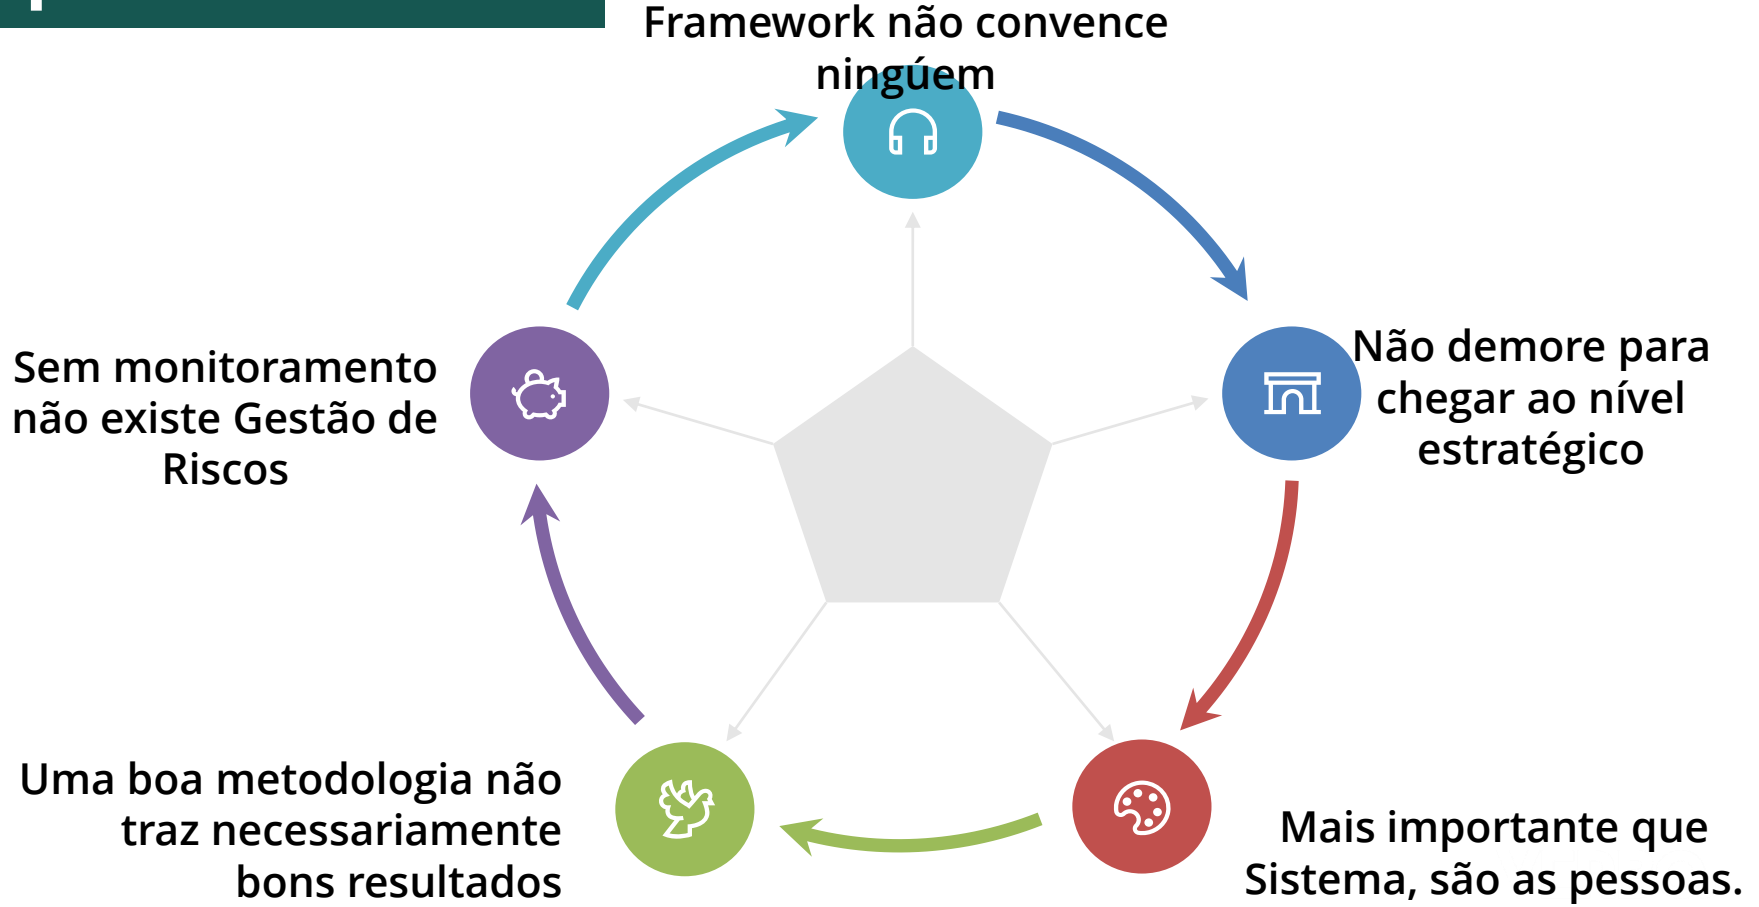 Framework não convence
ningúem
Não demore para
chegar ao nível
estratégico
Sem monitoramento
não existe Gestão de
Riscos
Uma boa metodologia não
traz necessariamente
bons resultados
Mais importante que
Sistema, são as pessoas.